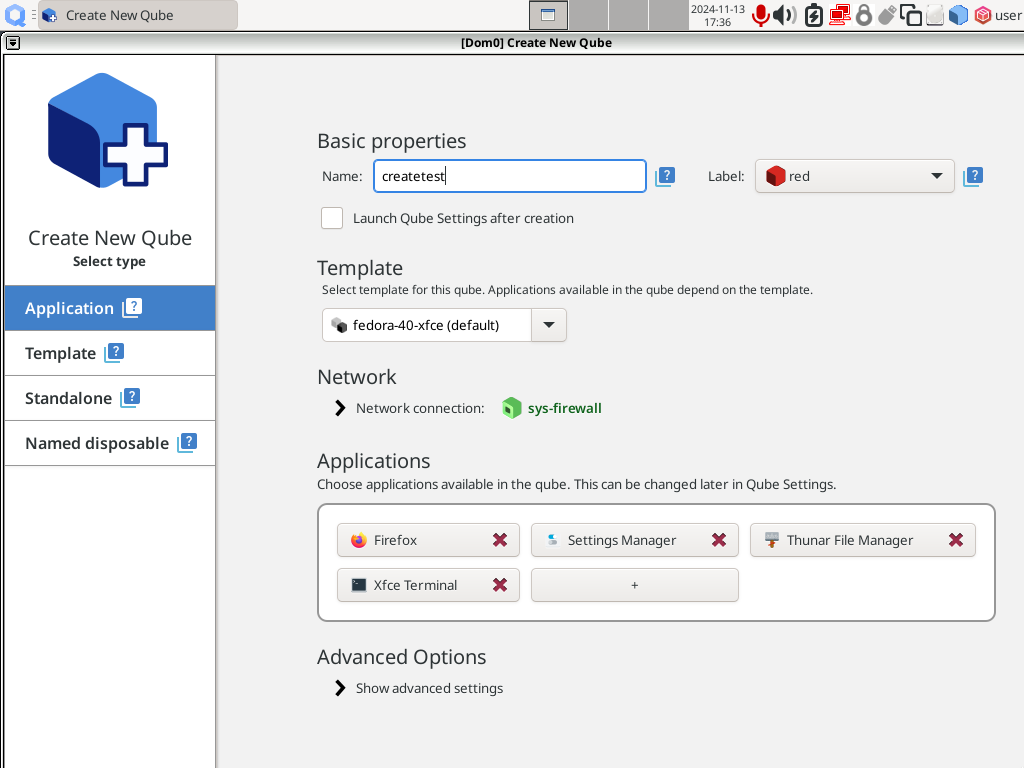 Create New Qube
2024-11-13
17:36
user
[Dom0] Create New Qube
Create New Qube
Select type
Application ?
Template ?
Standalone ?
Named disposable ?
Basic properties
Name: createtest ? Label: red ?
Launch Qube Settings after creation
Template
Select template for this qube. Applications available in the qube depend on the template.
fedora-40-xfce (default)
Network
Network connection: sys-firewall
Applications
Choose applications available in the qube. This can be changed later in Qube Settings.
Firefox Settings Manager Thunar File Manager
Xfce Terminal +
Advanced Options
Show advanced settings